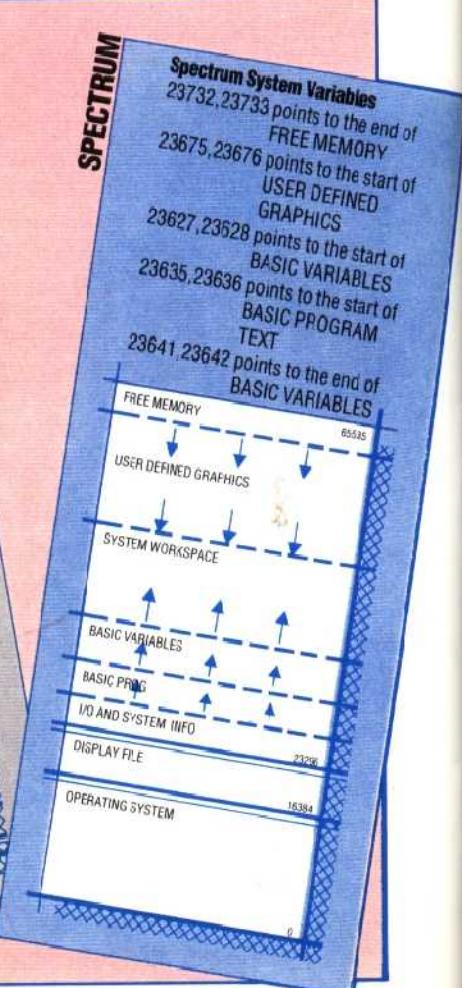 SPECTRUM
Spectrum System Variables
23732,23733 points to the end of
FREE MEMORY
23675,23676 points to the start of
USER DEFINED
GRAPHICS
23627,23628 points to the start of
BASIC VARIABLES
23635,23636 points to the start of
BASIC PROGRAM
TEXT
23641,23642 points to the end of
BASIC VARIABLES
FREE MEMORY
65535
USER DEFINED GRAPHICS
SYSTEM WORKSPACE
BASIC VARIABLES
BASIC PROG
I/O AND SYSTEM INFO
23296
DISPLAY FILE
16384
OPERATING SYSTEM
0